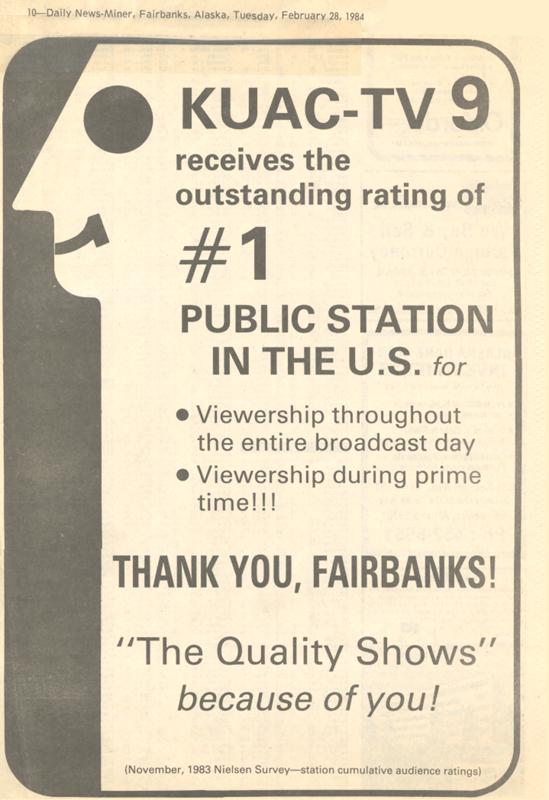 10—Daily News-Miner, Fairbanks, Alaska, Tuesday, February 28, 1984
KUAC-TV 9
receives the
outstanding rating of
#1
PUBLIC STATION
IN THE U.S. for
● Viewership throughout
the entire broadcast day
● Viewership during prime
time!!!
THANK YOU, FAIRBANKS!
"The Quality Shows"
because of you!
(November, 1983 Nielsen Survey—station cumulative audience ratings)